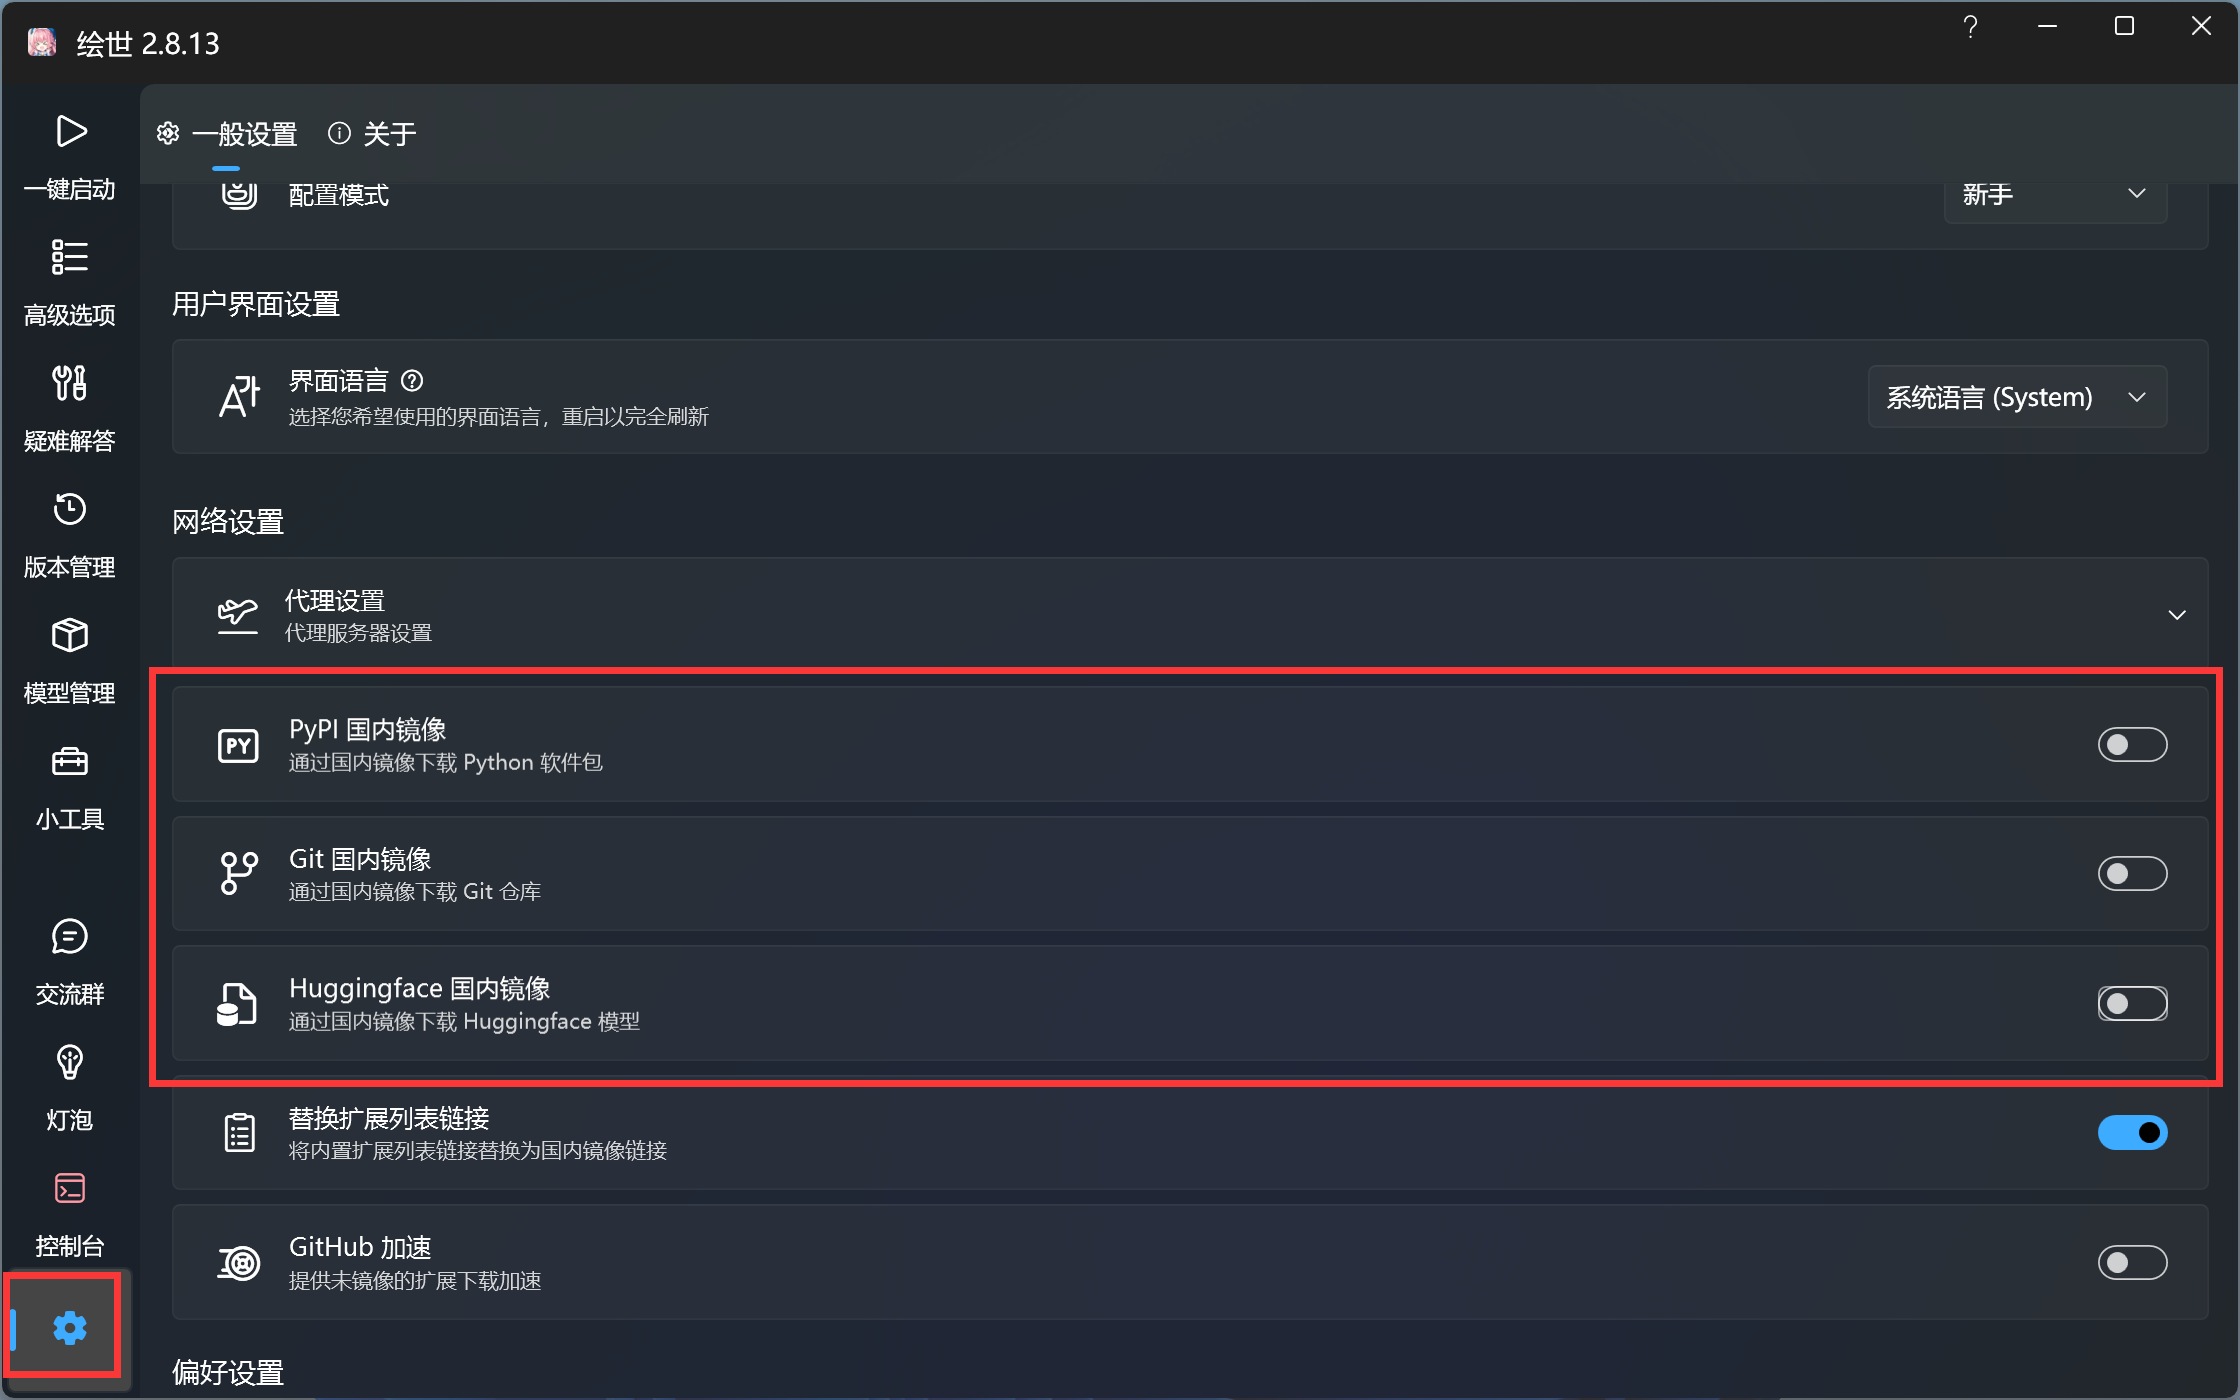 绘世 2.8.13
一键启动
高级选项
疑难解答
版本管理
模型管理
小工具
交流群
灯泡
控制台
一般设置
关于
配置模式
新手
用户界面设置
界面语言
选择您希望使用的界面语言，重启以完全刷新
系统语言 (System)
网络设置
代理设置
代理服务器设置
PY
PyPI 国内镜像
通过国内镜像下载 Python 软件包
Git 国内镜像
通过国内镜像下载 Git 仓库
Huggingface 国内镜像
通过国内镜像下载 Huggingface 模型
替换扩展列表链接
将内置扩展列表链接替换为国内镜像链接
GitHub 加速
提供未镜像的扩展下载加速
偏好设置